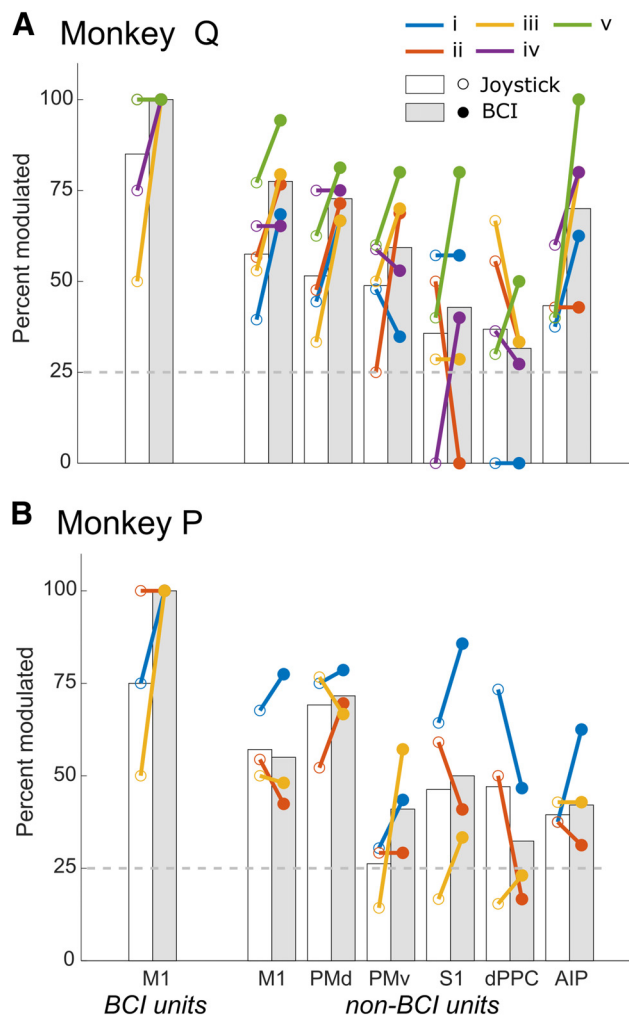 A Monkey Q
i iii v
ii iv
Joystick
BCI
Percent modulated
100
75
50
25
0
B Monkey P
Percent modulated
100
75
50
25
0
M1 M1 PMd PMv S1 dPPC AIP
BCI units non-BCI units